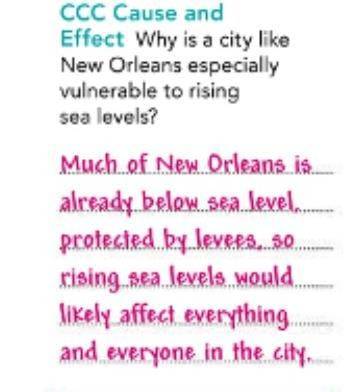 CCC Cause and
Effect Why is a city like
New Orleans especially
vulnerable to rising
sea levels?
Much of New Orleans is
already below sea level,
protected by levees, so
rising sea levels would
likely affect everything
and everyone in the city.